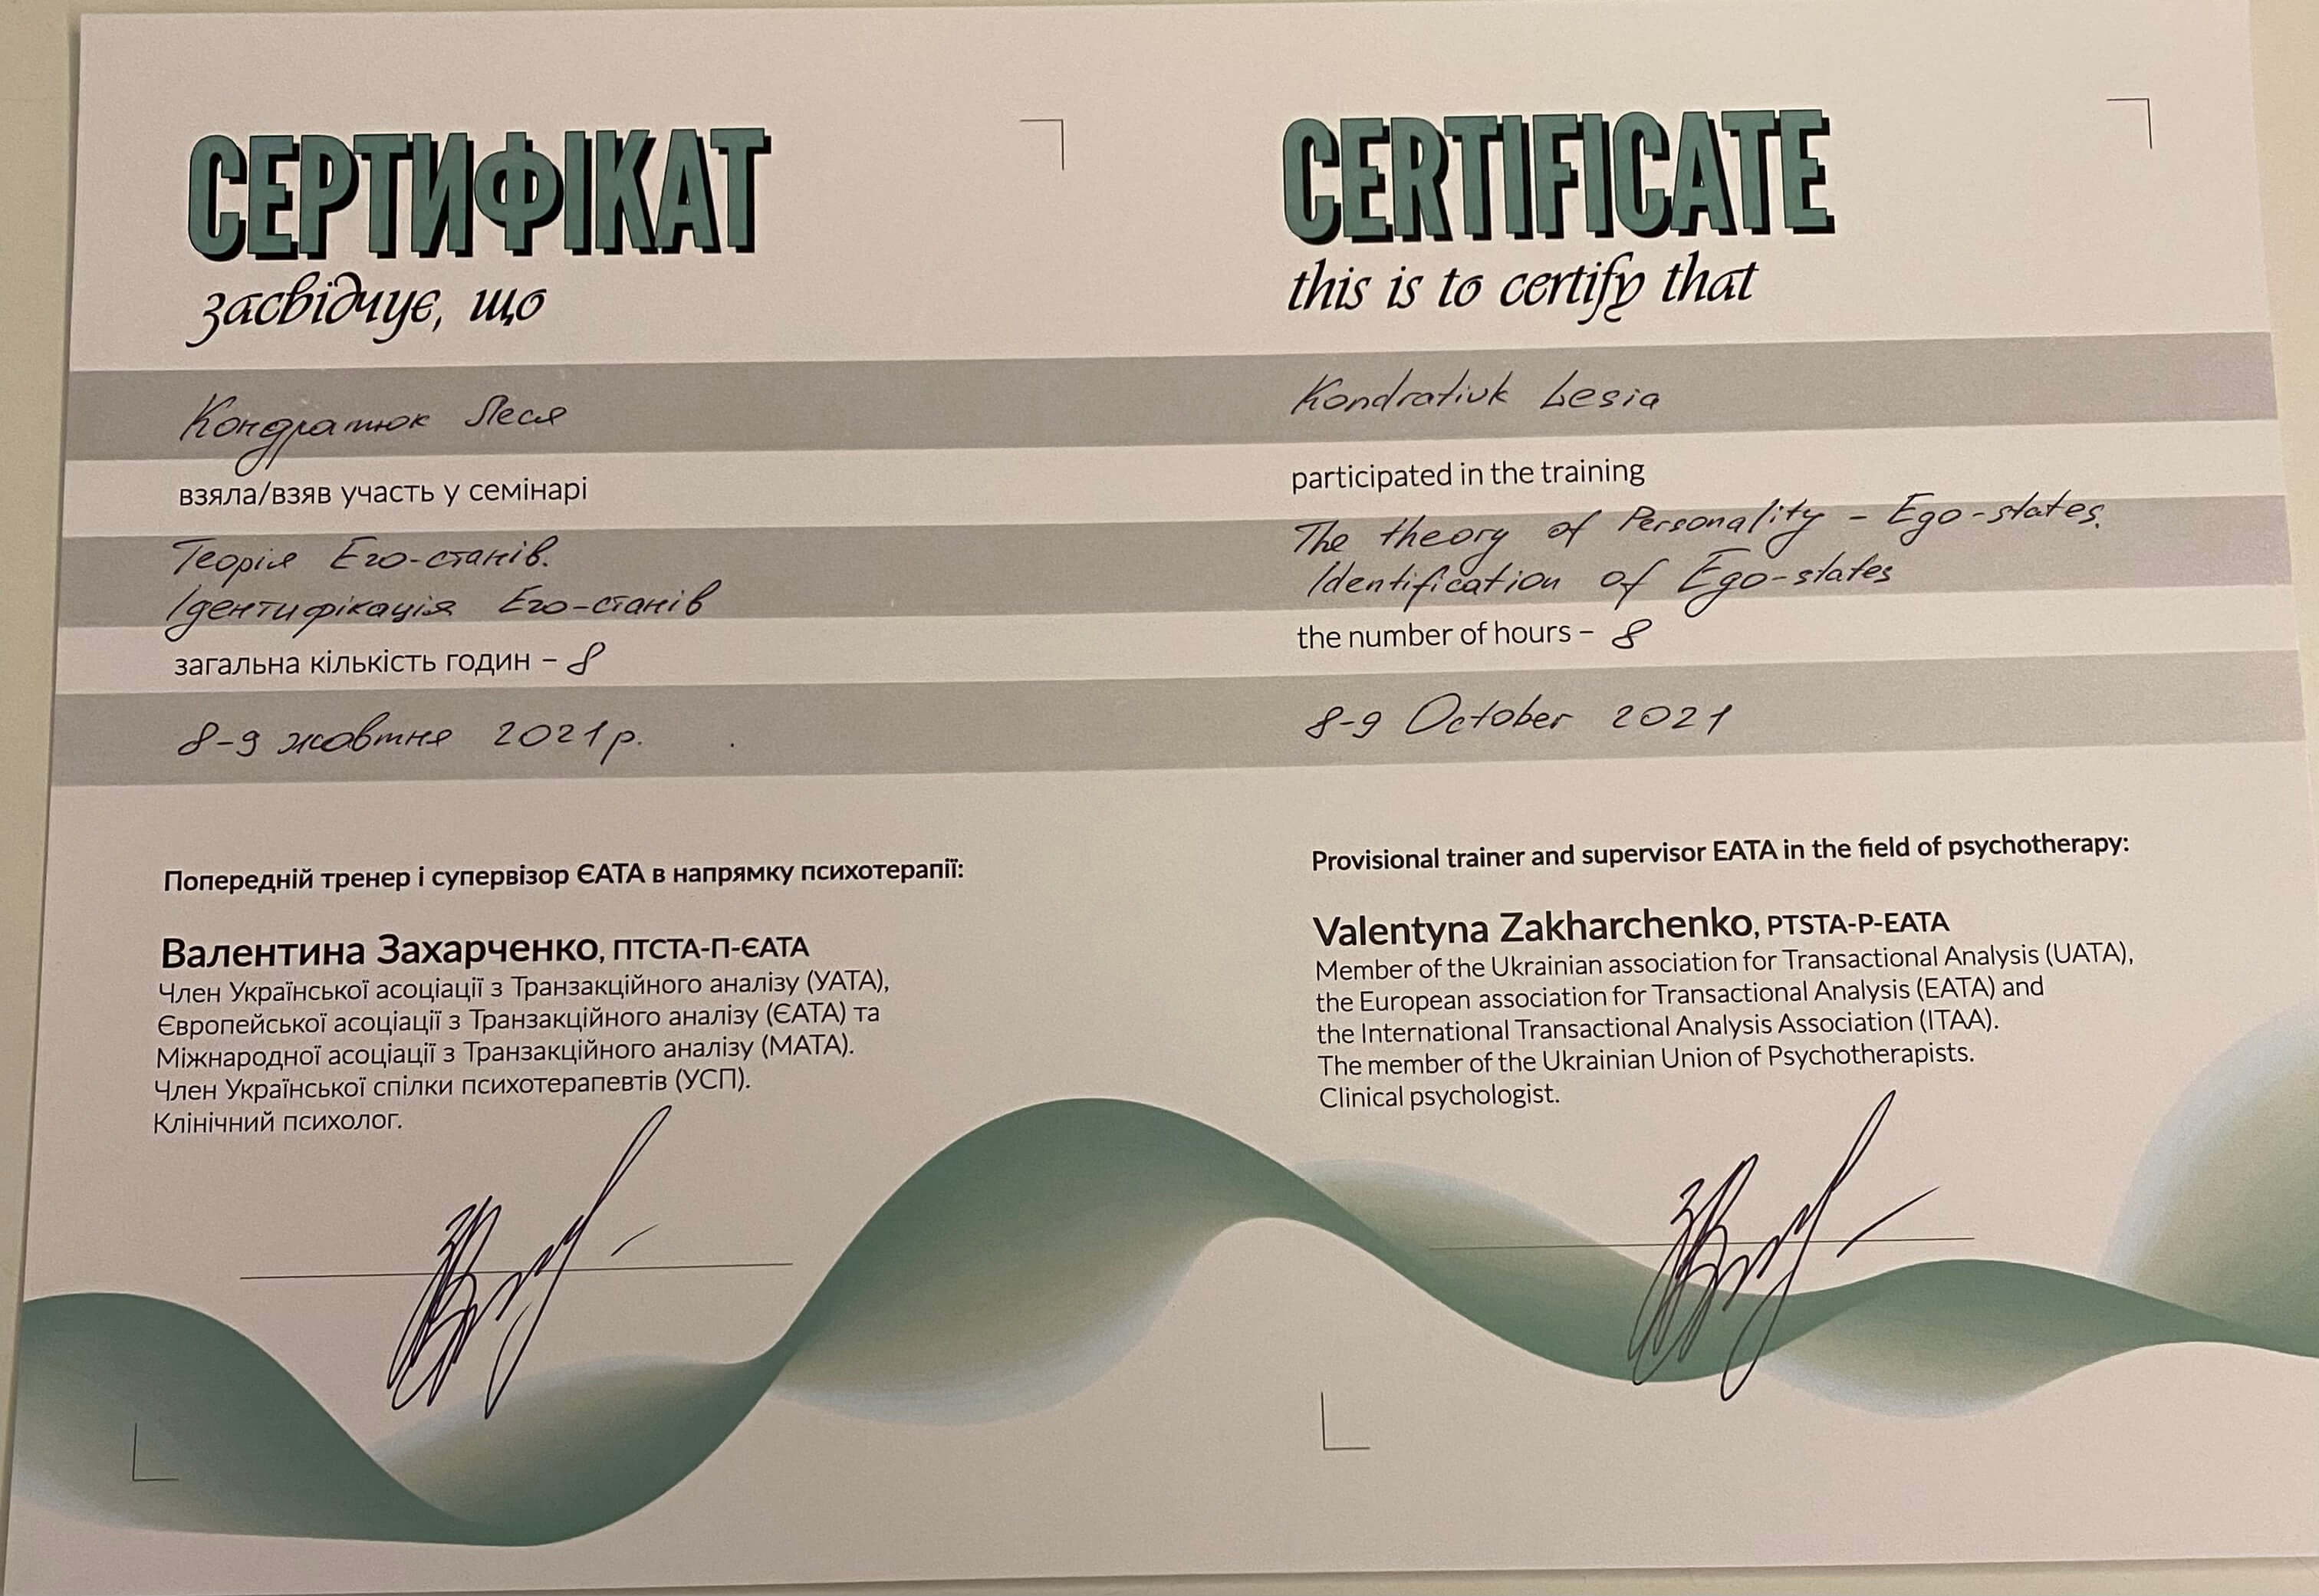 СЕРТИФІКАТ
засвідчує, що
Кондратюк Леся
взяла/взяв участь у семінарі
Теорія Его-станів.
Ідентифікація Его-станів
загальна кількість годин – 8
8-9 жовтня 2021р.
Попередній тренер і супервізор ЄАТА в напрямку психотерапії:
Валентина Захарченко, ПТСТА-П-ЄАТА
Член Української асоціації з Транзакційного аналізу (УАТА),
Європейської асоціації з Транзакційного аналізу (ЄАТА) та
Міжнародної асоціації з Транзакційного аналізу (МАТА).
Член Української спілки психотерапевтів (УСП).
Клінічний психолог.
CERTIFICATE
this is to certify that
Kondratiuk Lesia
participated in the training
The theory of Personality – Ego-states.
Identification of Ego-states
the number of hours – 8
8-9 October 2021
Provisional trainer and supervisor EATA in the field of psychotherapy:
Valentyna Zakharchenko, PTSTA-P-EATA
Member of the Ukrainian association for Transactional Analysis (UATA),
the European association for Transactional Analysis (EATA) and
the International Transactional Analysis Association (ITAA).
The member of the Ukrainian Union of Psychotherapists.
Clinical psychologist.